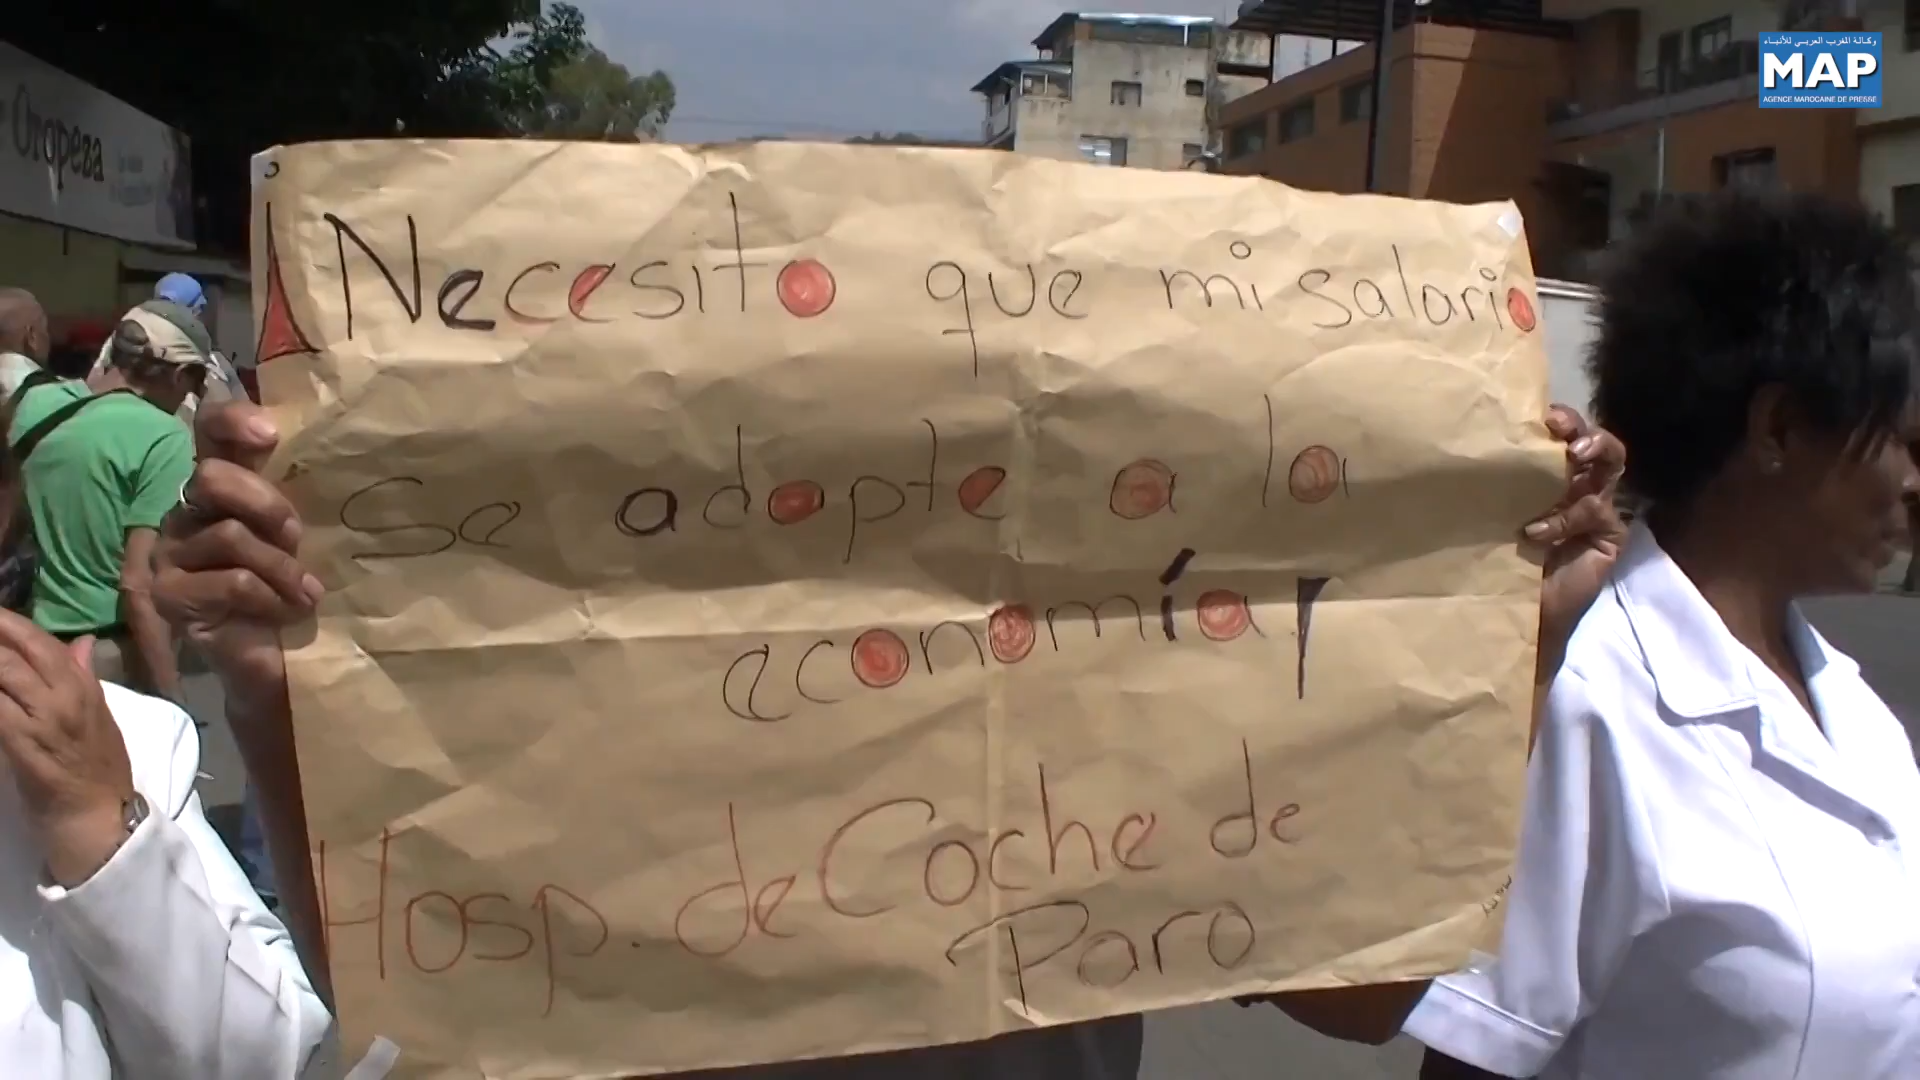 ¡Necesito que mi salario
se adapte a la
economía!
Hosp. de Coche de
Paro
Oropeza
وكالة المغرب العربي للأنباء
MAP
AGENCE MAROCAINE DE PRESSE